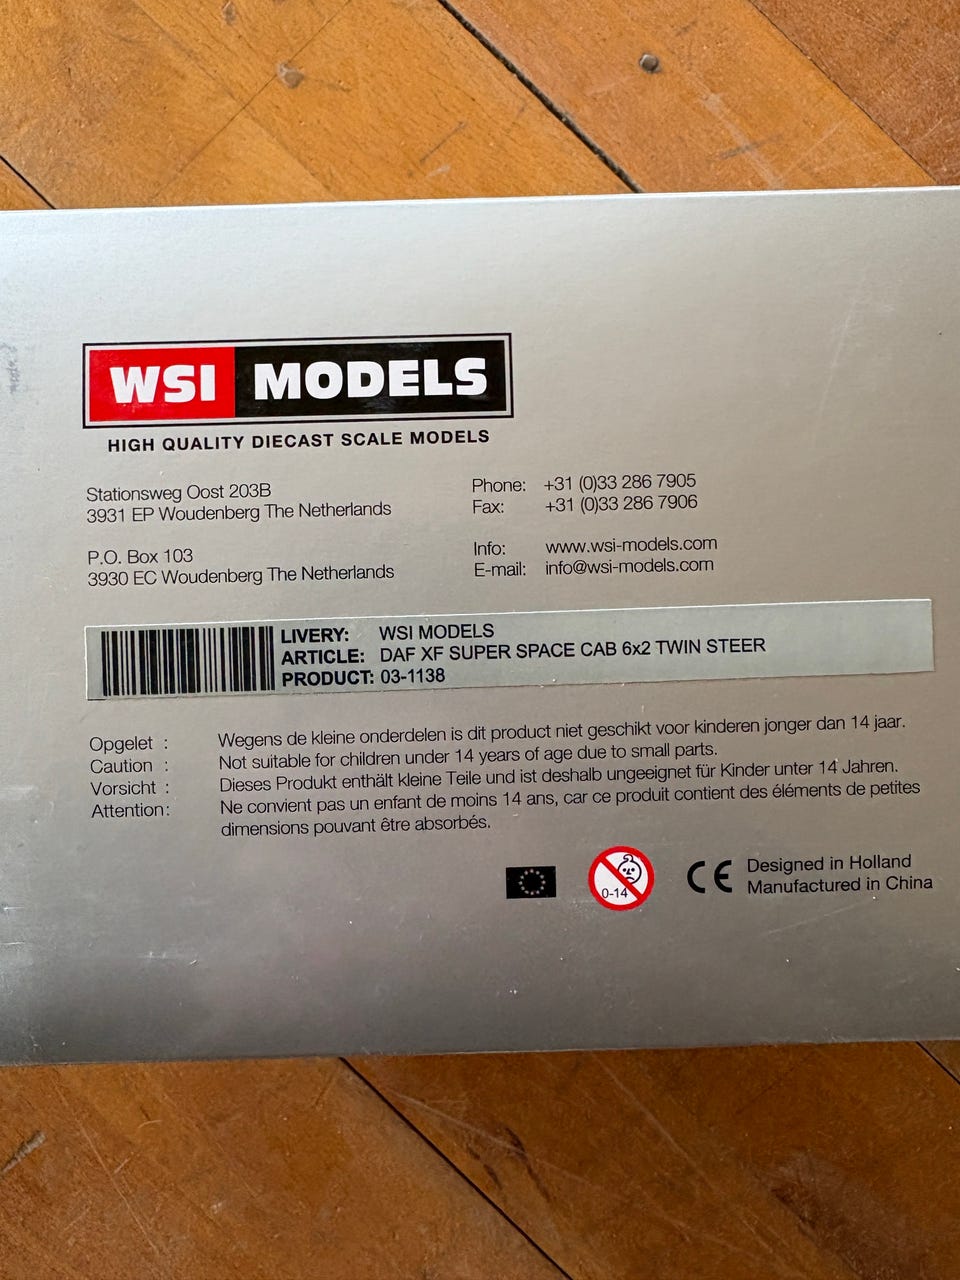 WSI MODELS
HIGH QUALITY DIECAST SCALE MODELS
Stationsweg Oost 203B
3931 EP Woudenberg The Netherlands
P.O. Box 103
3930 EC Woudenberg The Netherlands
Phone: +31 (0)33 286 7905
Fax: +31 (0)33 286 7906
Info: www.wsi-models.com
E-mail: info@wsi-models.com
LIVERY: WSI MODELS
ARTICLE: DAF XF SUPER SPACE CAB 6x2 TWIN STEER
PRODUCT: 03-1138
Opgelet : Wegens de kleine onderdelen is dit product niet geschikt voor kinderen jonger dan 14 jaar.
Caution : Not suitable for children under 14 years of age due to small parts.
Vorsicht : Dieses Produkt enthält kleine Teile und ist deshalb ungeeignet für Kinder unter 14 Jahren.
Attention: Ne convient pas un enfant de moins 14 ans, car ce produit contient des éléments de petites
dimensions pouvant être absorbés.
0-14
CE
Designed in Holland
Manufactured in China